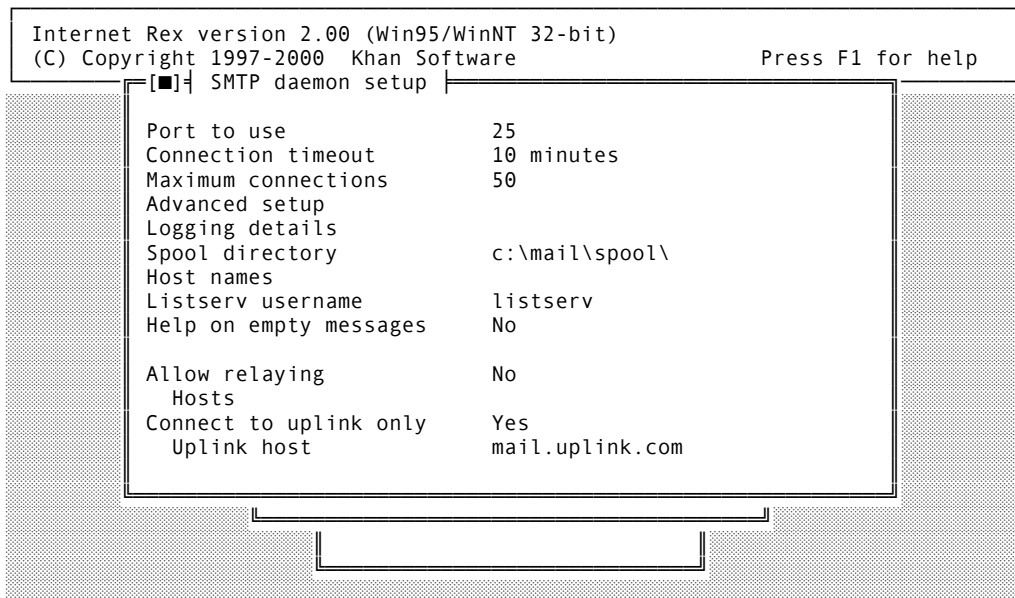 Internet Rex version 2.00 (Win95/WinNT 32-bit)
(C) Copyright 1997-2000 Khan Software Press F1 for help
[■] SMTP daemon setup
Port to use 25
Connection timeout 10 minutes
Maximum connections 50
Advanced setup
Logging details
Spool directory c:\mail\spool\
Host names
Listserv username listserv
Help on empty messages No
Allow relaying No
Hosts
Connect to uplink only Yes
Uplink host mail.uplink.com